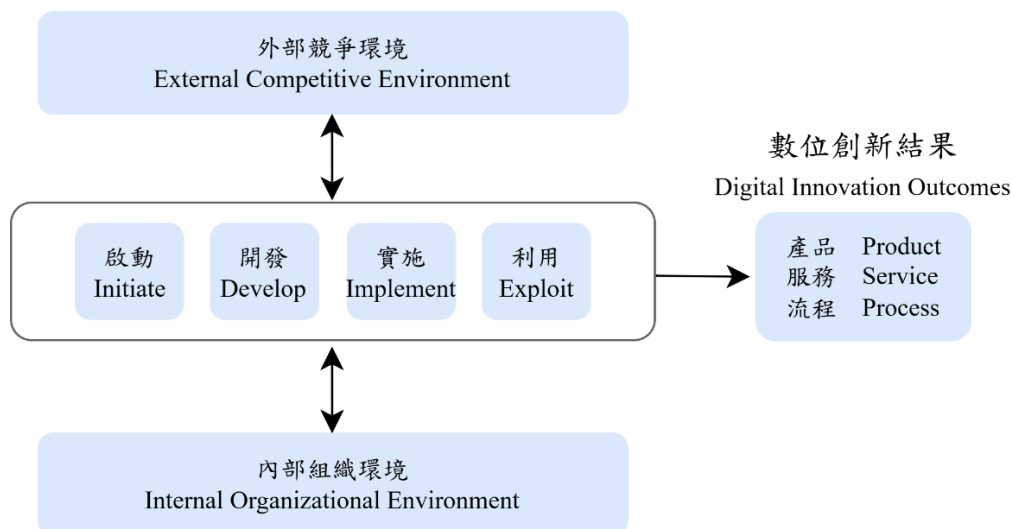 外部競爭環境
External Competitive Environment
數位創新結果
Digital Innovation Outcomes
啟動
Initiate
開發
Develop
實施
Implement
利用
Exploit
產品 Product
服務 Service
流程 Process
內部組織環境
Internal Organizational Environment